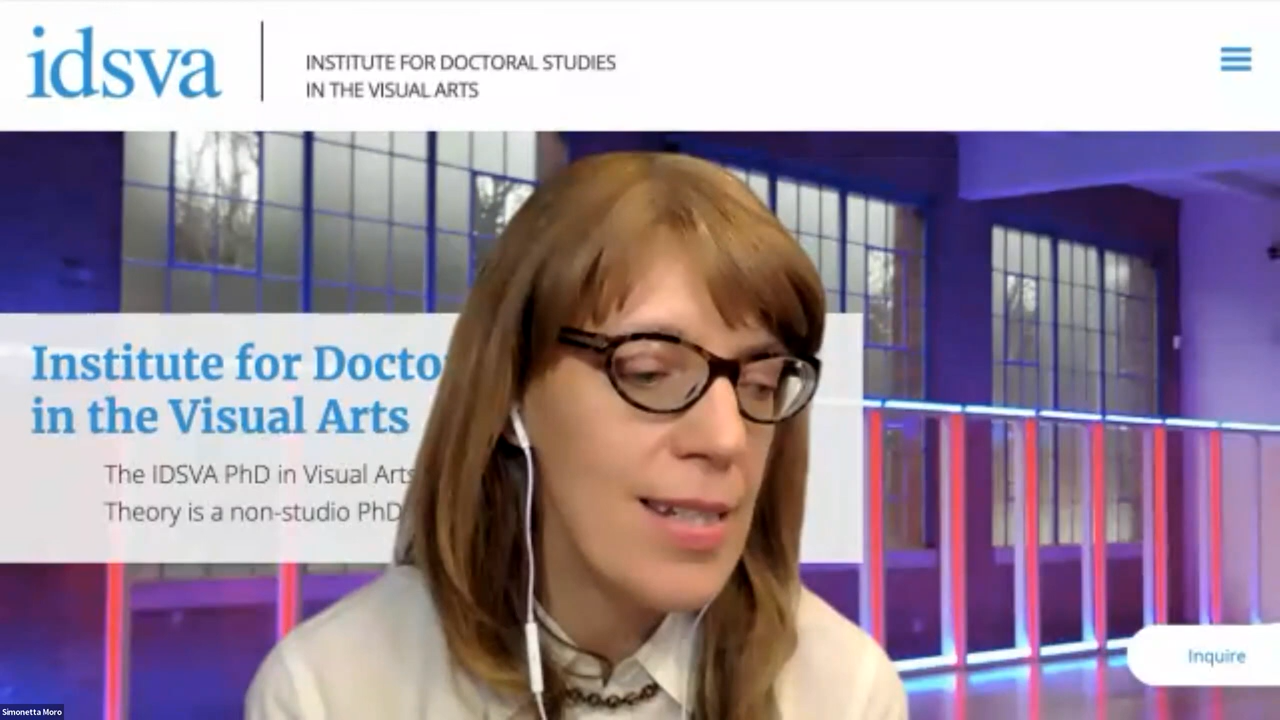 idsva
INSTITUTE FOR DOCTORAL STUDIES
IN THE VISUAL ARTS
Institute for Docto
in the Visual Arts
The IDSVA PhD in Visual Arts
Theory is a non-studio PhD
Inquire
Simonetta Moro